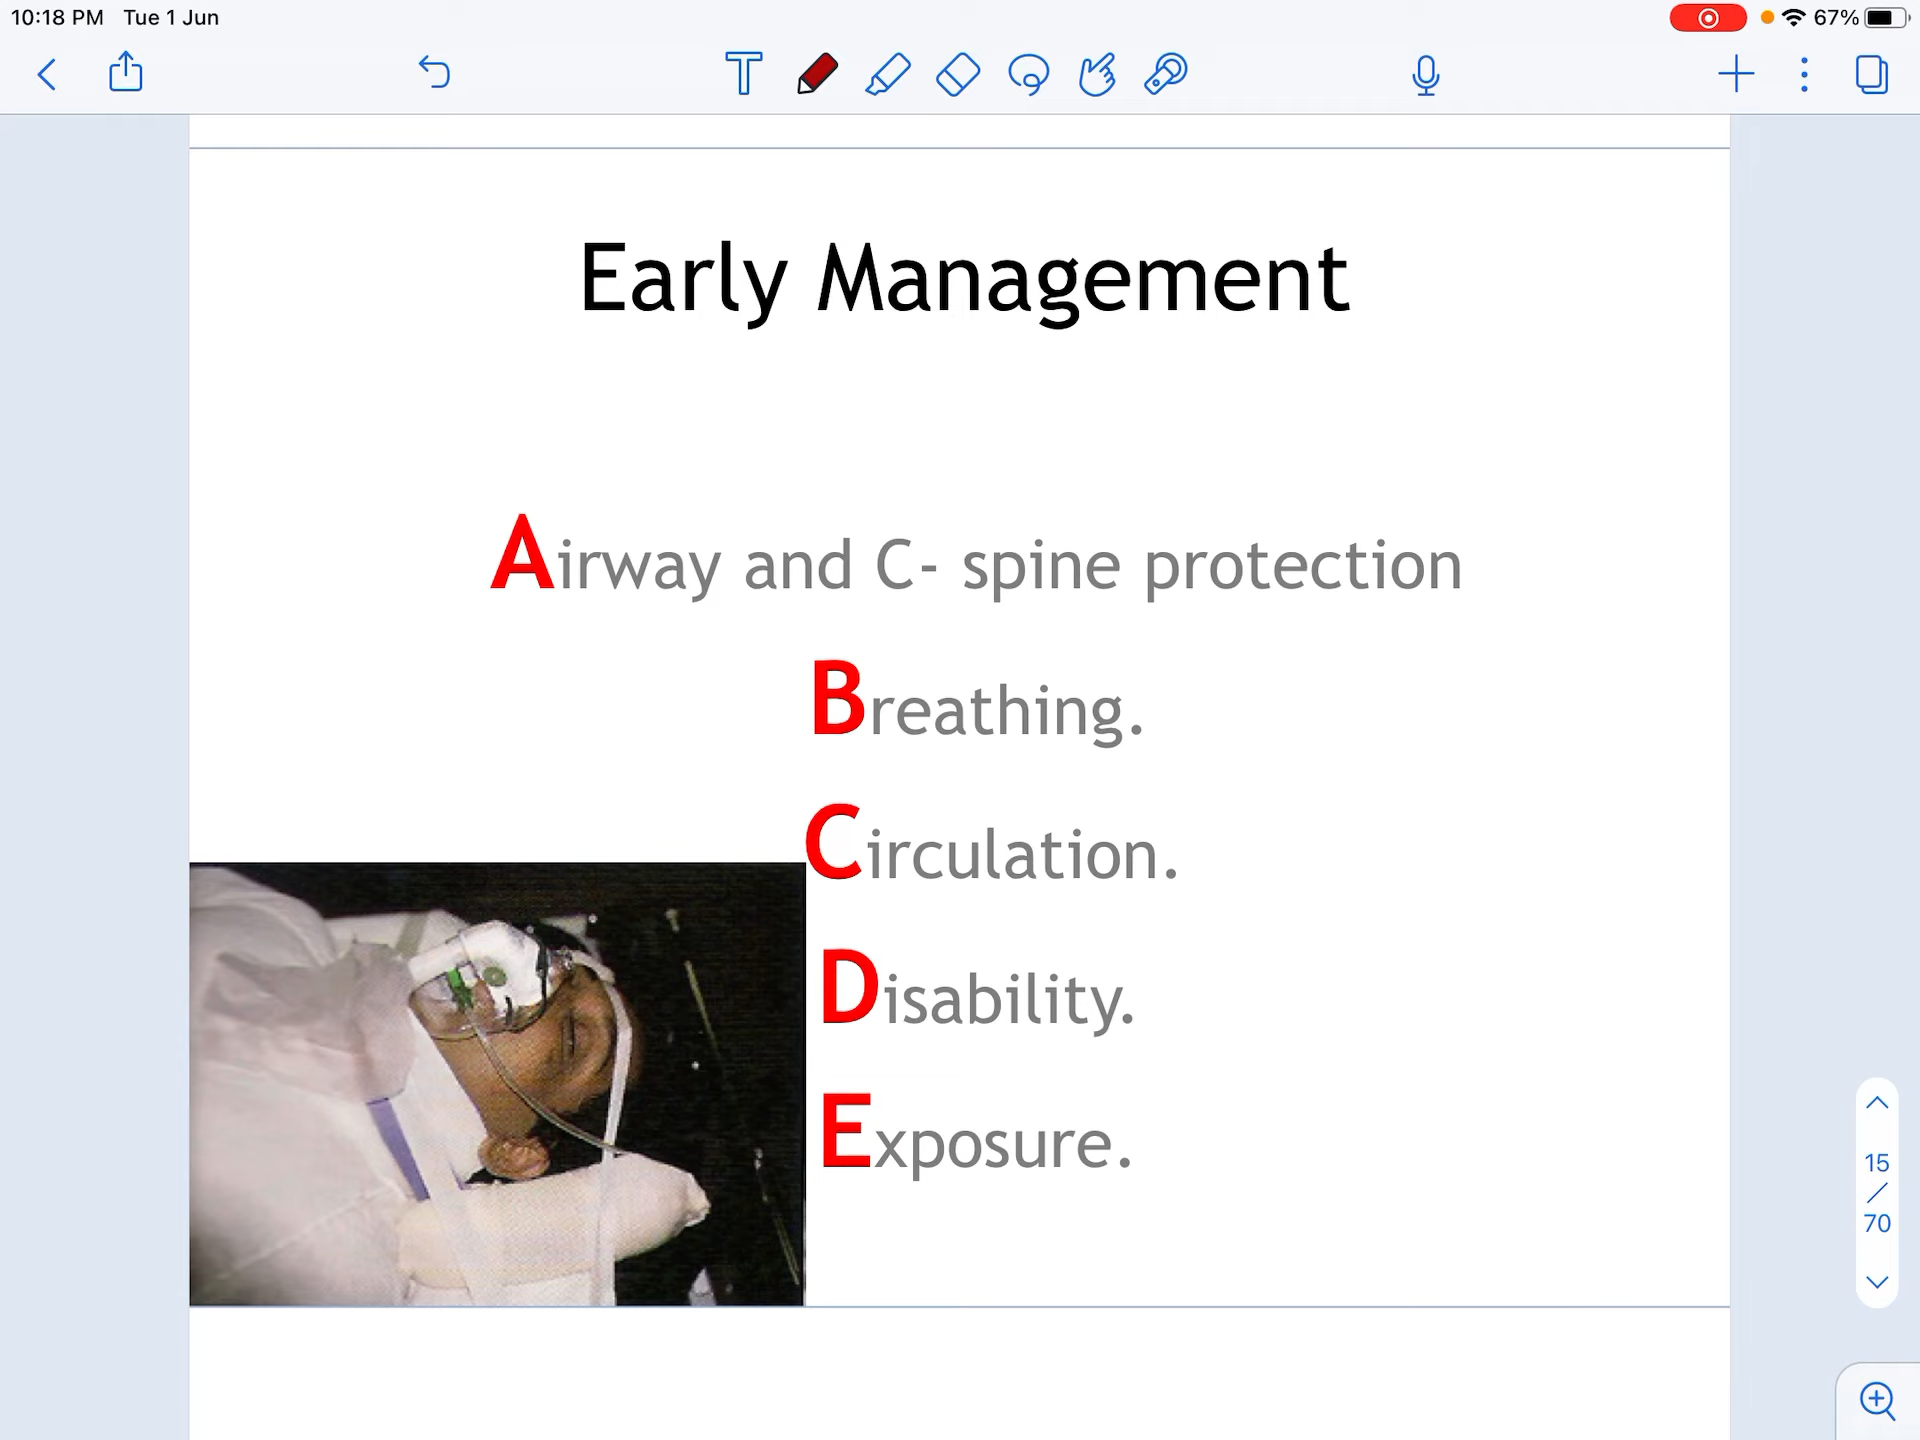 10:18 PM Tue 1 Jun
67%
T
Early Management
Airway and C- spine protection
Breathing.
Circulation.
Disability.
Exposure.
15
/
70